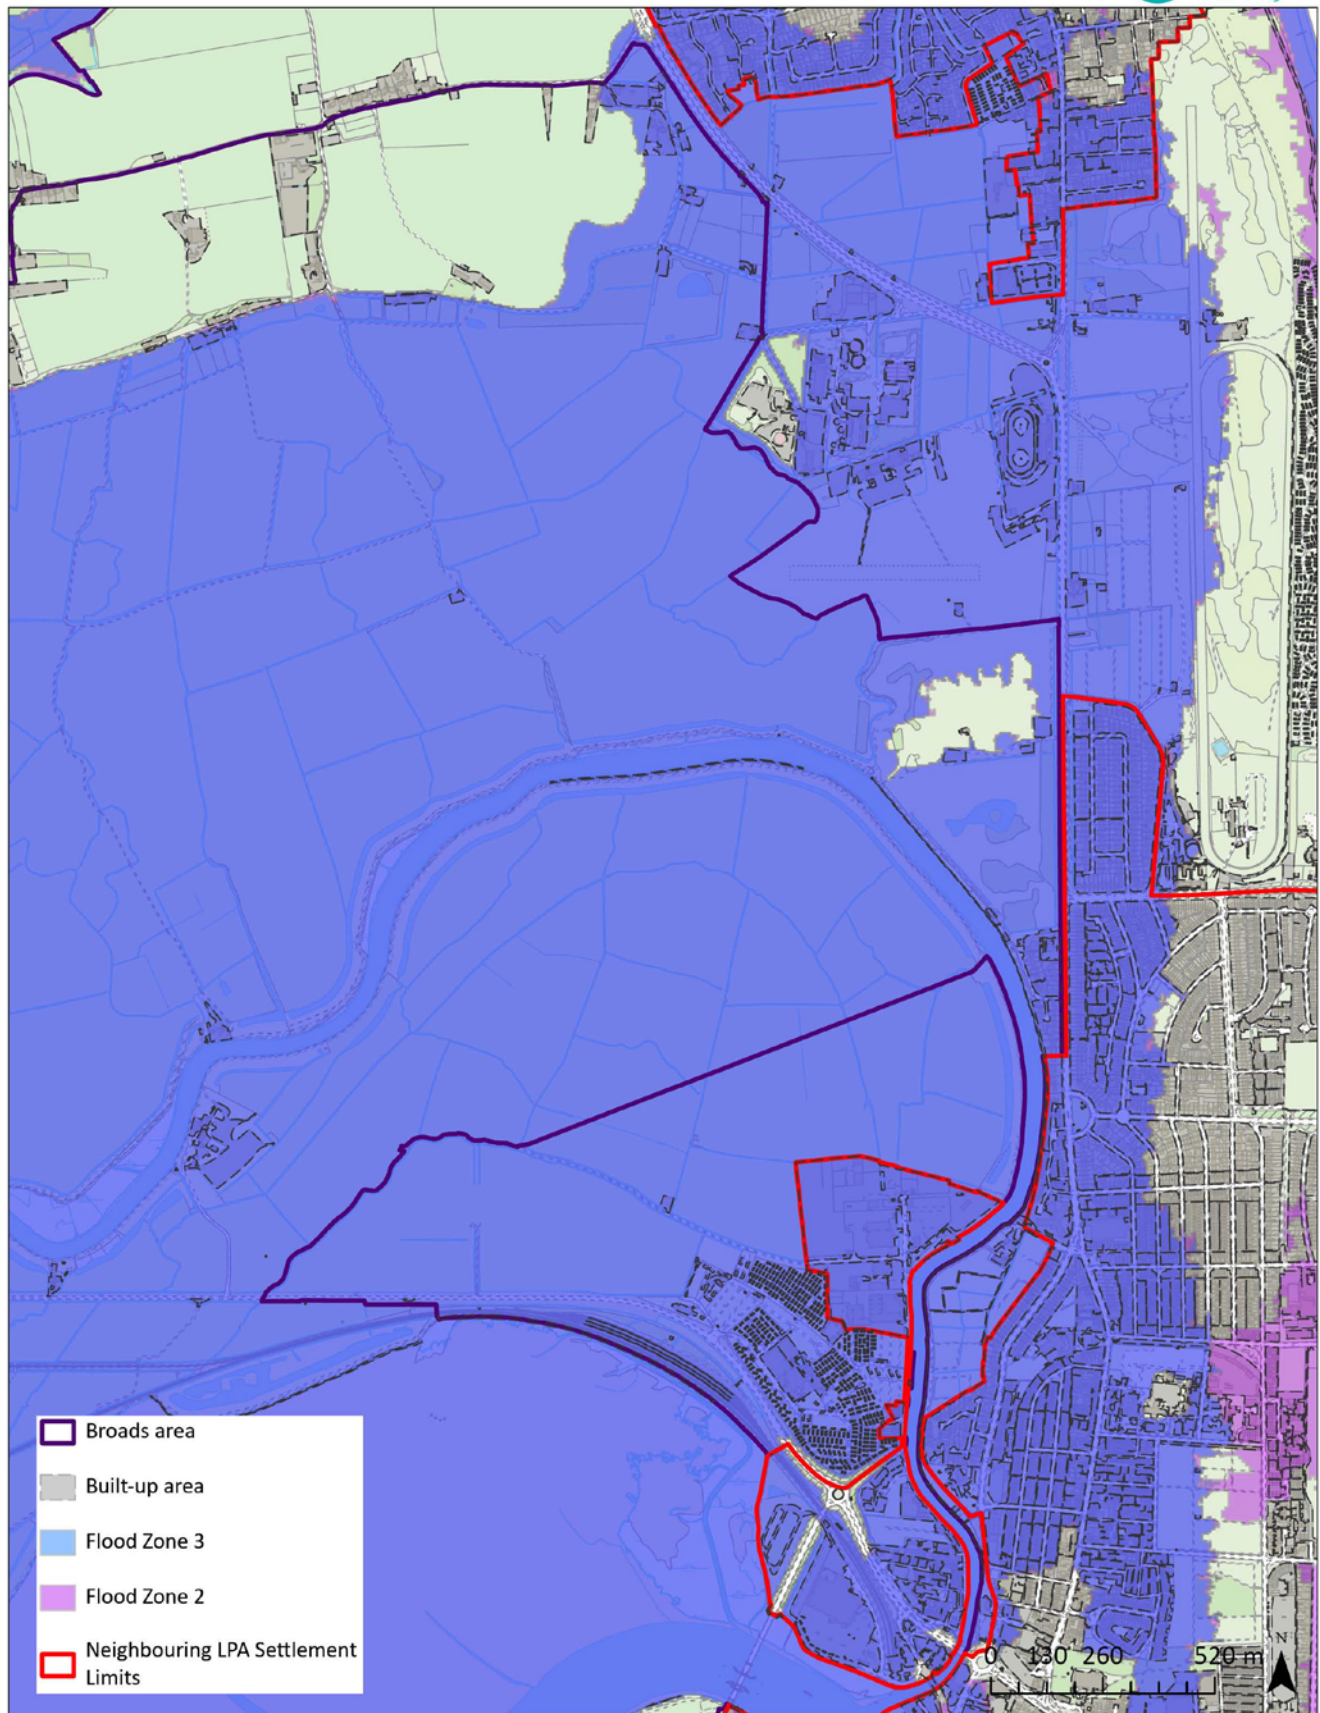 Broads area
Built-up area
Flood Zone 3
Flood Zone 2
Neighbouring LPA Settlement
Limits
0 130 260 520 m
N